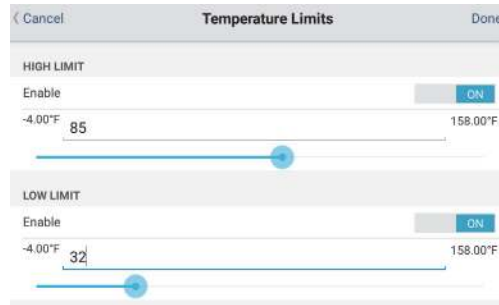 〈 Cancel Temperature Limits Done
HIGH LIMIT
Enable ON
-4.00°F 85 158.00°F
LOW LIMIT
Enable ON
-4.00°F 32 158.00°F